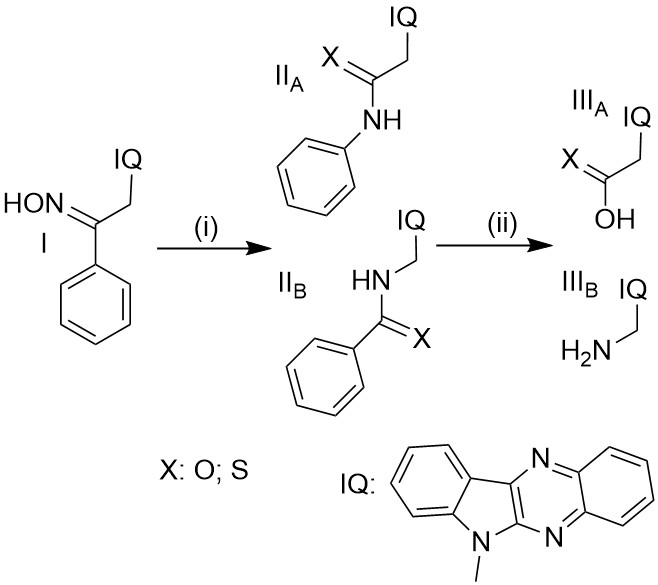 IQ
X
II_A
NH
III_A
IQ
IQ
X
HON
OH
I
(i)
IQ
(ii)
II_B
HN
III_B
IQ
X
H₂N
X: O; S
IQ:
N
N
N